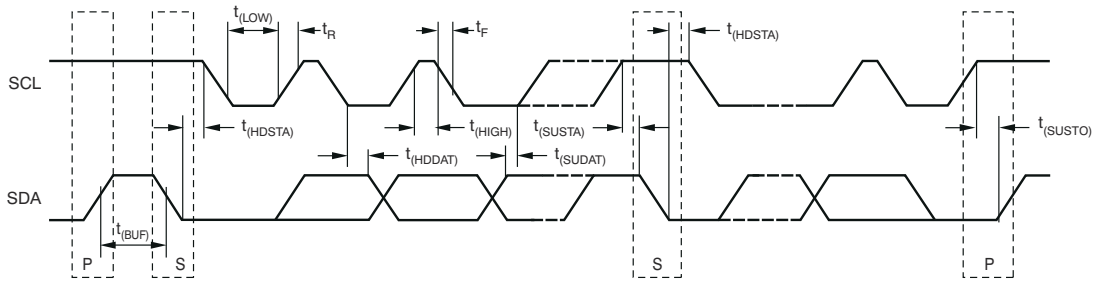 t(LOW)
tR
tF
t(HDSTA)
SCL
t(HDSTA)
t(HIGH)
t(SUSTA)
t(SUSTO)
t(HDDAT)
t(SUDAT)
SDA
t(BUF)
P
S
S
P